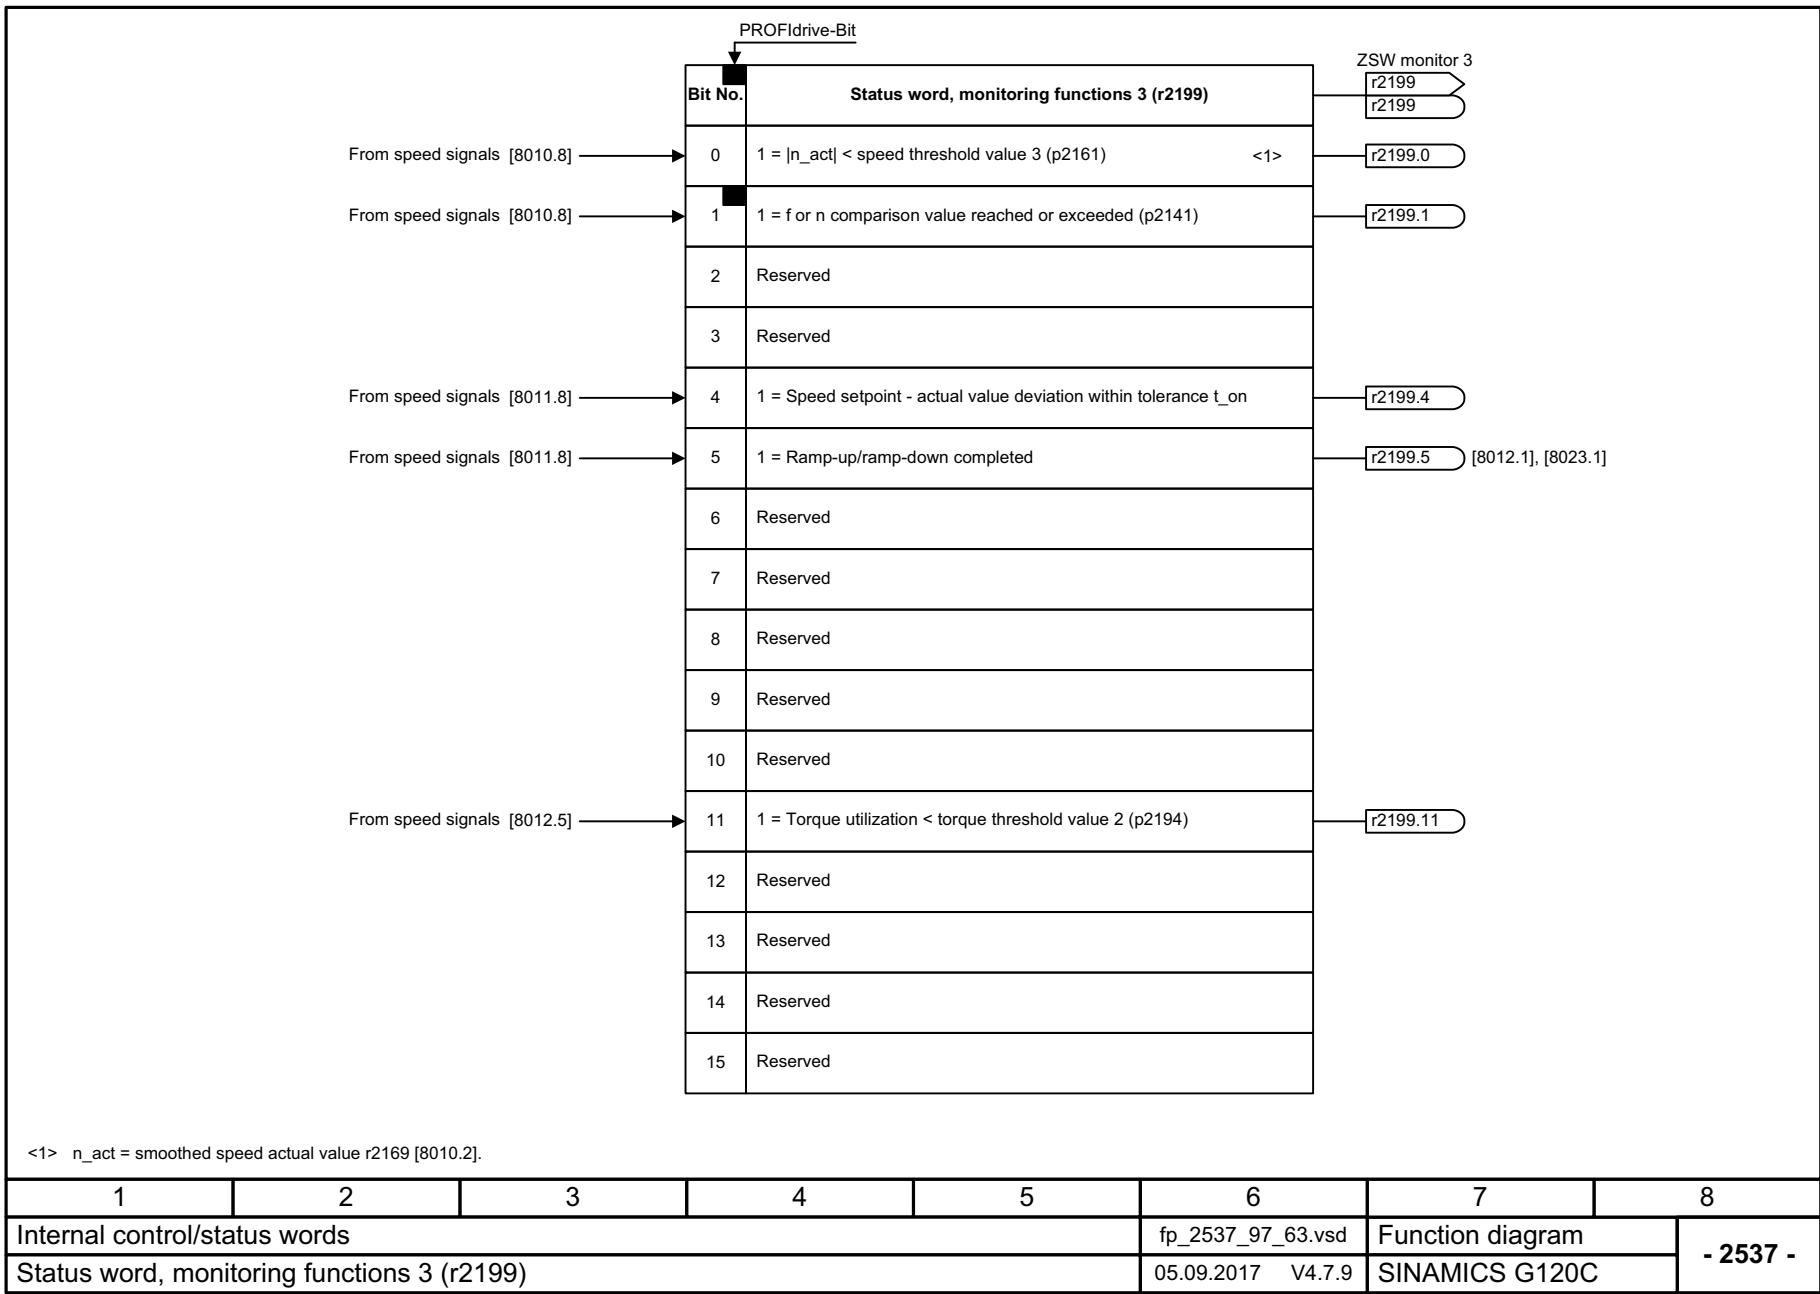 PROFIdrive-Bit
ZSW monitor 3
Bit No. Status word, monitoring functions 3 (r2199) r2199
r2199
From speed signals [8010.8] 0 1 = |n_act| < speed threshold value 3 (p2161) <1> r2199.0
From speed signals [8010.8] 1 1 = f or n comparison value reached or exceeded (p2141) r2199.1
2 Reserved
3 Reserved
From speed signals [8011.8] 4 1 = Speed setpoint - actual value deviation within tolerance t_on r2199.4
From speed signals [8011.8] 5 1 = Ramp-up/ramp-down completed r2199.5 [8012.1], [8023.1]
6 Reserved
7 Reserved
8 Reserved
9 Reserved
10 Reserved
From speed signals [8012.5] 11 1 = Torque utilization < torque threshold value 2 (p2194) r2199.11
12 Reserved
13 Reserved
14 Reserved
15 Reserved
<1> n_act = smoothed speed actual value r2169 [8010.2].
1 2 3 4 5 6 7 8
Internal control/status words fp_2537_97_63.vsd Function diagram - 2537 -
Status word, monitoring functions 3 (r2199) 05.09.2017 V4.7.9 SINAMICS G120C